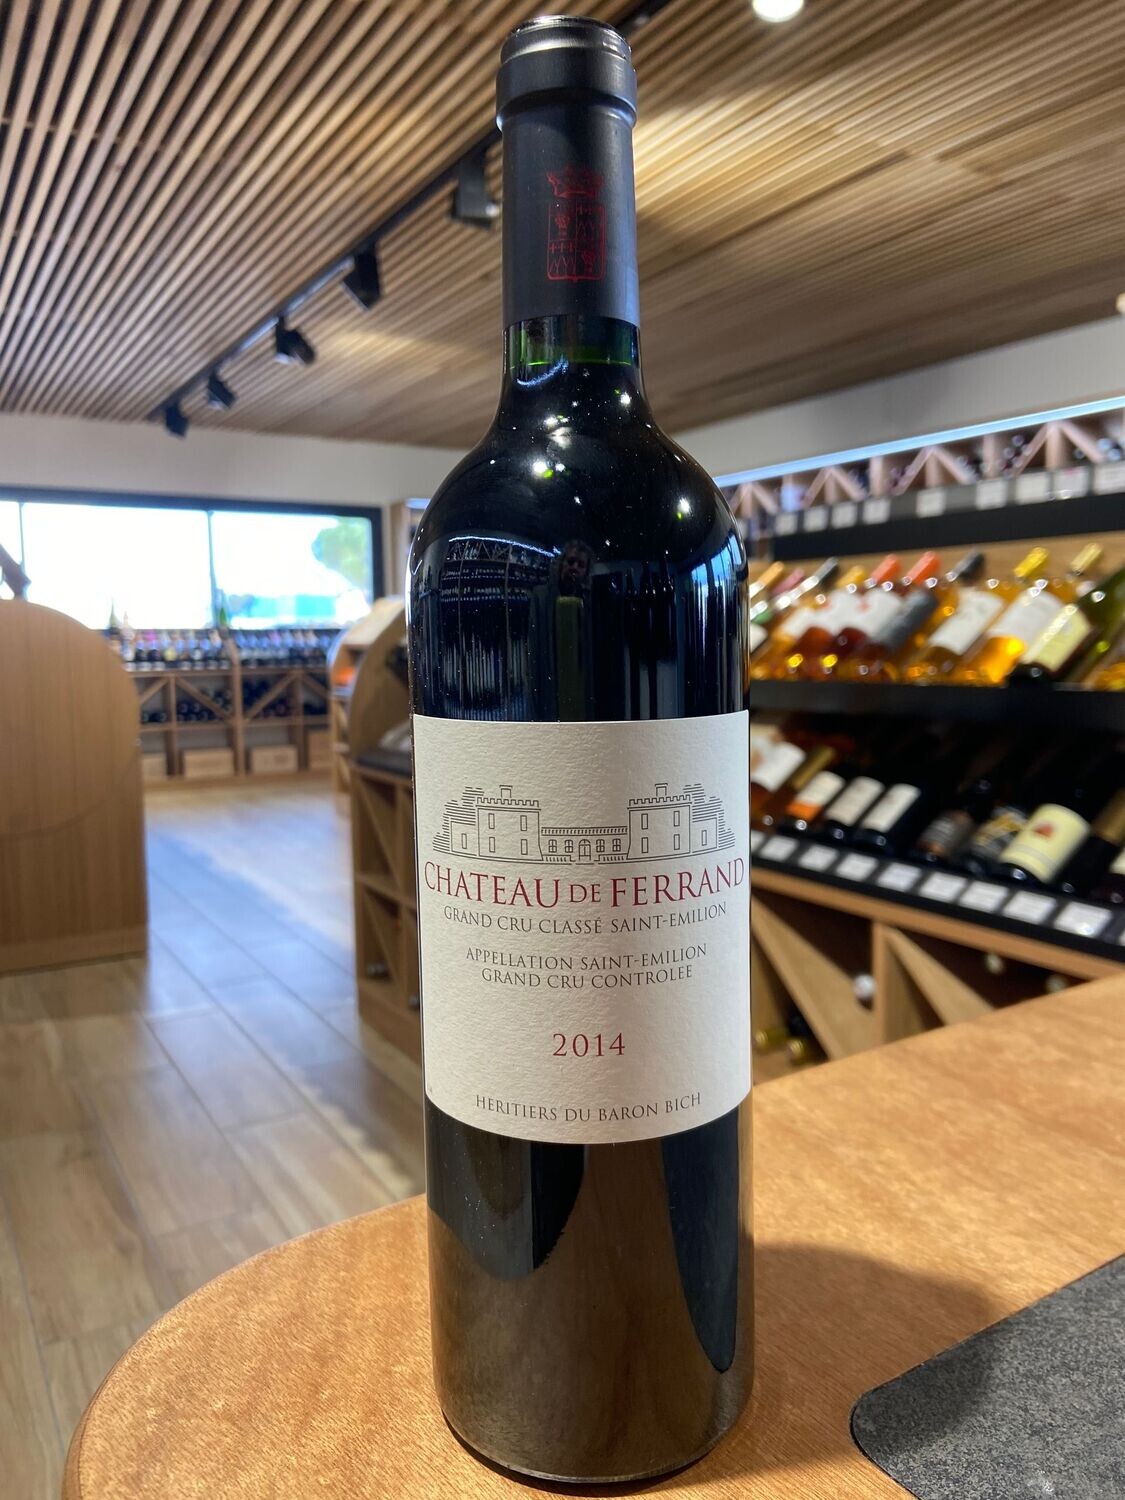 CHATEAU DE FERRAND
GRAND CRU CLASSÉ SAINT-EMILION
APPELLATION SAINT-EMILION
GRAND CRU CONTROLEE
2014
HERITIERS DU BARON BICH